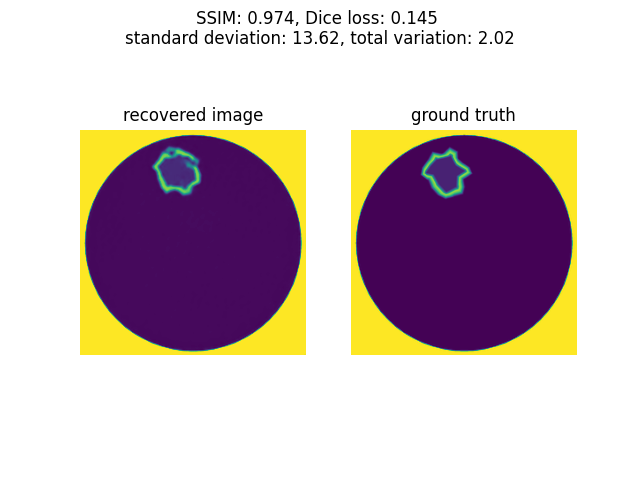 SSIM: 0.974, Dice loss: 0.145
standard deviation: 13.62, total variation: 2.02
recovered image
ground truth